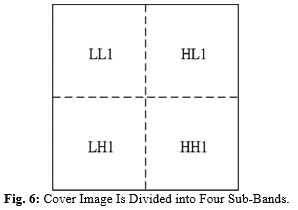 LL1 HL1
LH1 HH1
Fig. 6: Cover Image Is Divided into Four Sub-Bands.